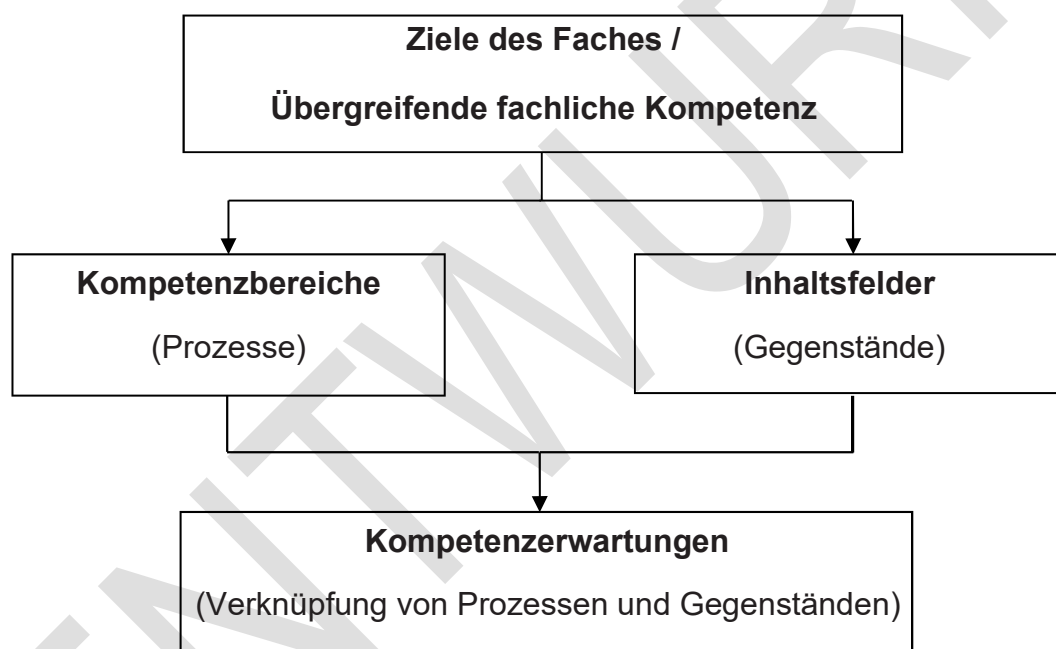 Ziele des Faches /
Übergreifende fachliche Kompetenz
Kompetenzbereiche
(Prozesse)
Inhaltsfelder
(Gegenstände)
Kompetenzerwartungen
(Verknüpfung von Prozessen und Gegenständen)
ENTWURF